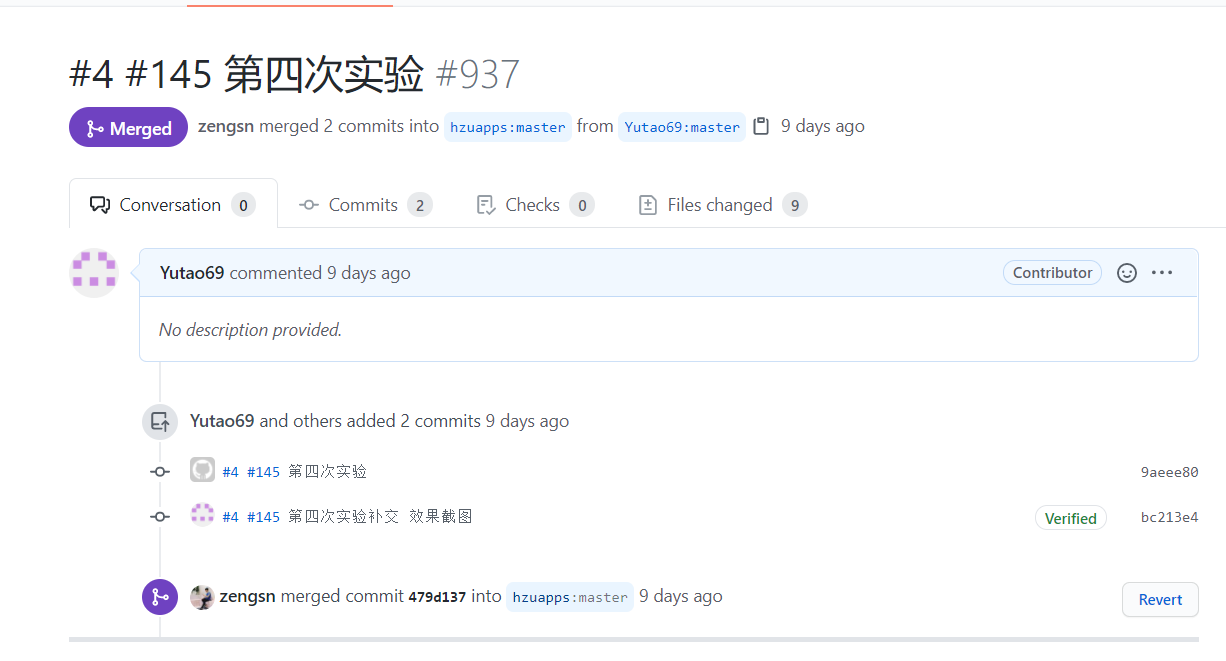 #4 #145 第四次实验 #937
Merged zengsn merged 2 commits into hzuapps:master from Yutao69:master 9 days ago
Conversation 0 Commits 2 Checks 0 Files changed 9
Yutao69 commented 9 days ago Contributor
No description provided.
Yutao69 and others added 2 commits 9 days ago
#4 #145 第四次实验 9aeee80
#4 #145 第四次实验补交 效果截图 Verified bc213e4
zengsn merged commit 479d137 into hzuapps:master 9 days ago Revert